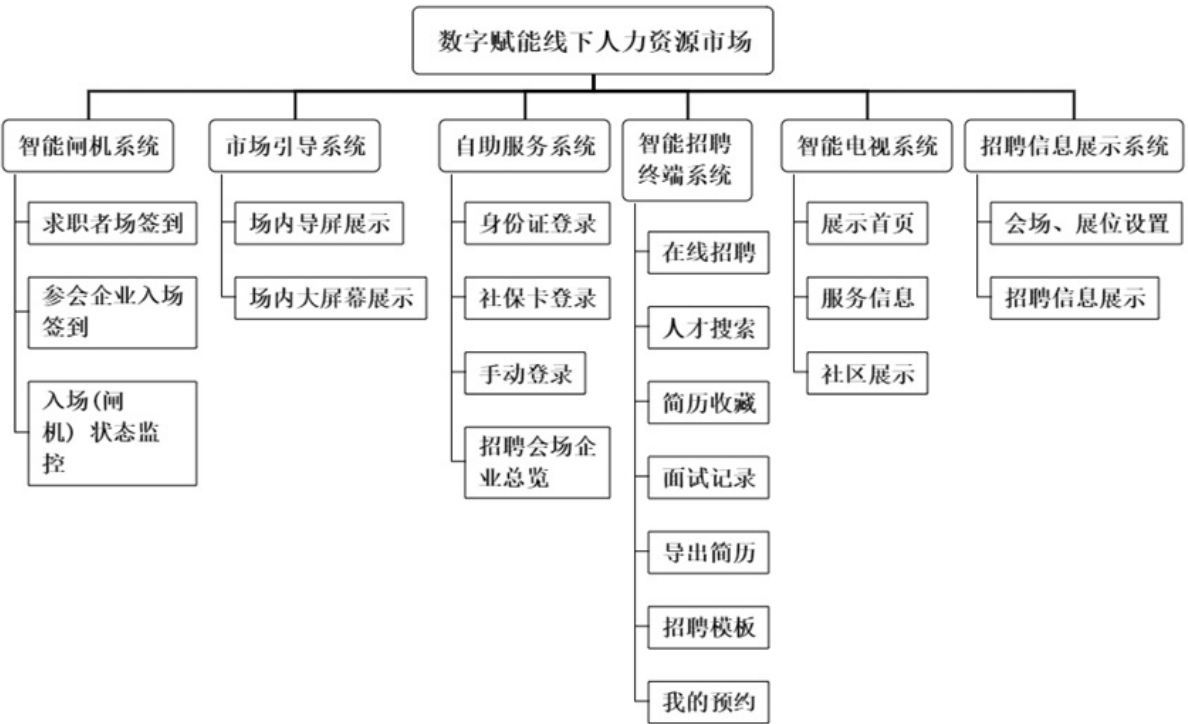 数字赋能线下人力资源市场
智能闸机系统
求职者场签到
参会企业入场
签到
入场(闸
机）状态监
控
市场引导系统
场内导屏展示
场内大屏幕展示
自助服务系统
身份证登录
社保卡登录
手动登录
招聘会场企
业总览
智能招聘
终端系统
在线招聘
人才搜索
简历收藏
面试记录
导出简历
招聘模板
我的预约
智能电视系统
展示首页
服务信息
社区展示
招聘信息展示系统
会场、展位设置
招聘信息展示